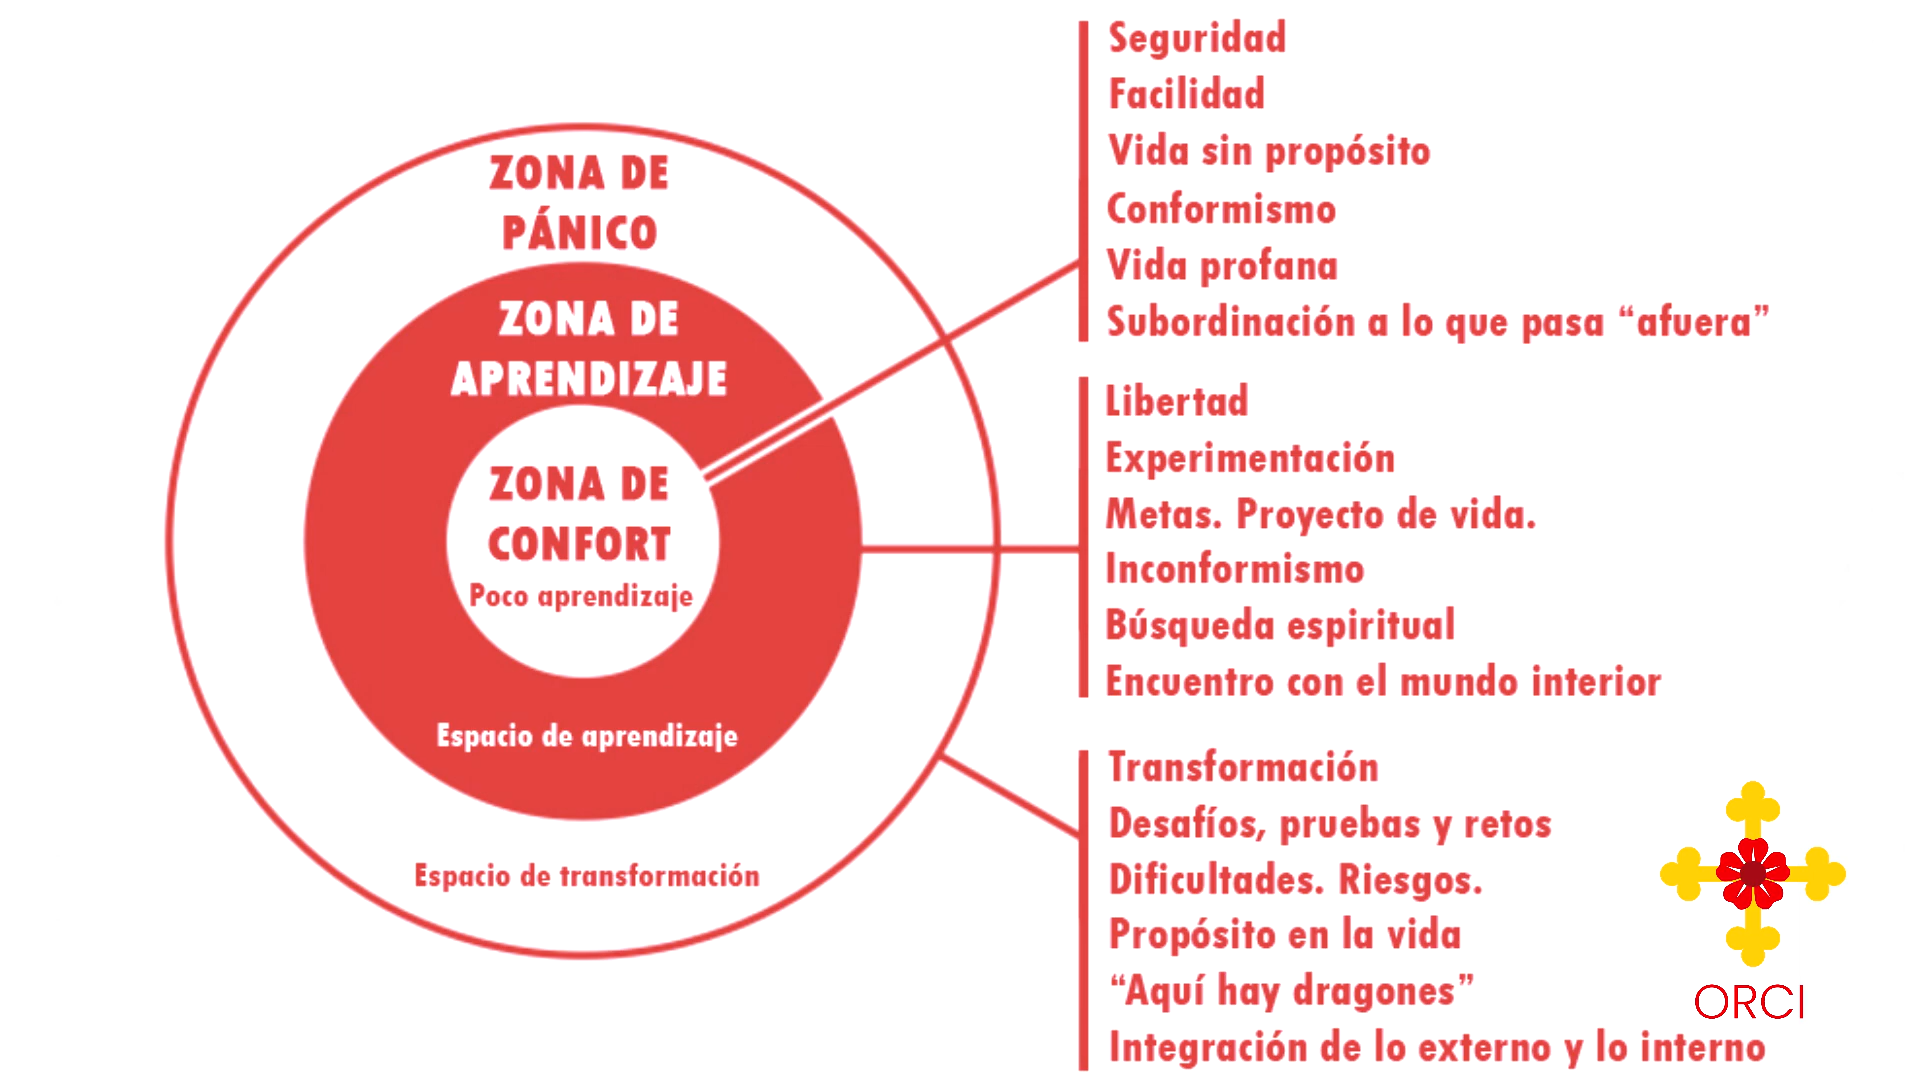 ZONA DE
PÁNICO
ZONA DE
APRENDIZAJE
ZONA DE
CONFORT
Poco aprendizaje
Espacio de aprendizaje
Espacio de transformación
Seguridad
Facilidad
Vida sin propósito
Conformismo
Vida profana
Subordinación a lo que pasa “afuera”
Libertad
Experimentación
Metas. Proyecto de vida.
Inconformismo
Búsqueda espiritual
Encuentro con el mundo interior
Transformación
Desafíos, pruebas y retos
Dificultades. Riesgos.
Propósito en la vida
“Aquí hay dragones”
Integración de lo externo y lo interno
ORCI